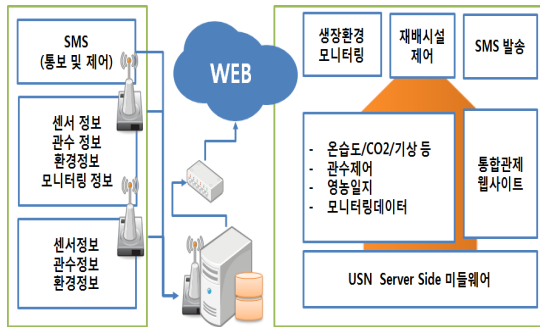 SMS
(통보 및 제어)
센서 정보
관수 정보
환경정보
모니터링 정보
센서정보
관수정보
환경정보
WEB
생장환경
모니터링
재배시설
제어
SMS 발송
- 온습도/CO2/기상 등
- 관수제어
- 영농일지
- 모니터링데이터
통합관제
웹사이트
USN Server Side 미들웨어